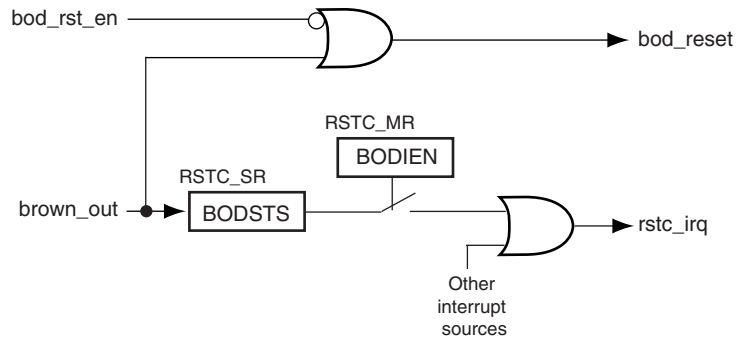 bod_rst_en
bod_reset
RSTC_MR
BODIEN
RSTC_SR
BODSTS
brown_out
rstc_irq
Other
interrupt
sources